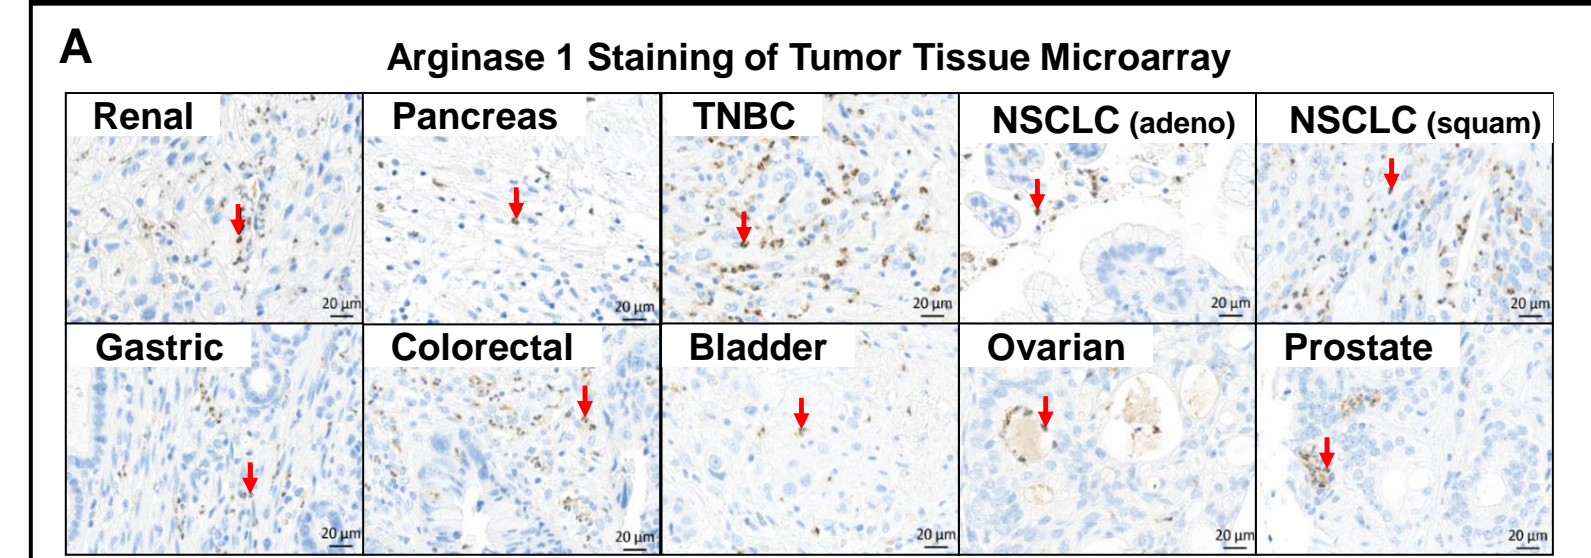 A
Arginase 1 Staining of Tumor Tissue Microarray
Renal
Pancreas
TNBC
NSCLC (adeno)
NSCLC (squam)
20 μm
20 μm
20 μm
20 μm
20 μm
Gastric
Colorectal
Bladder
Ovarian
Prostate
20 μm
20 μm
20 μm
20 μm
20 μm